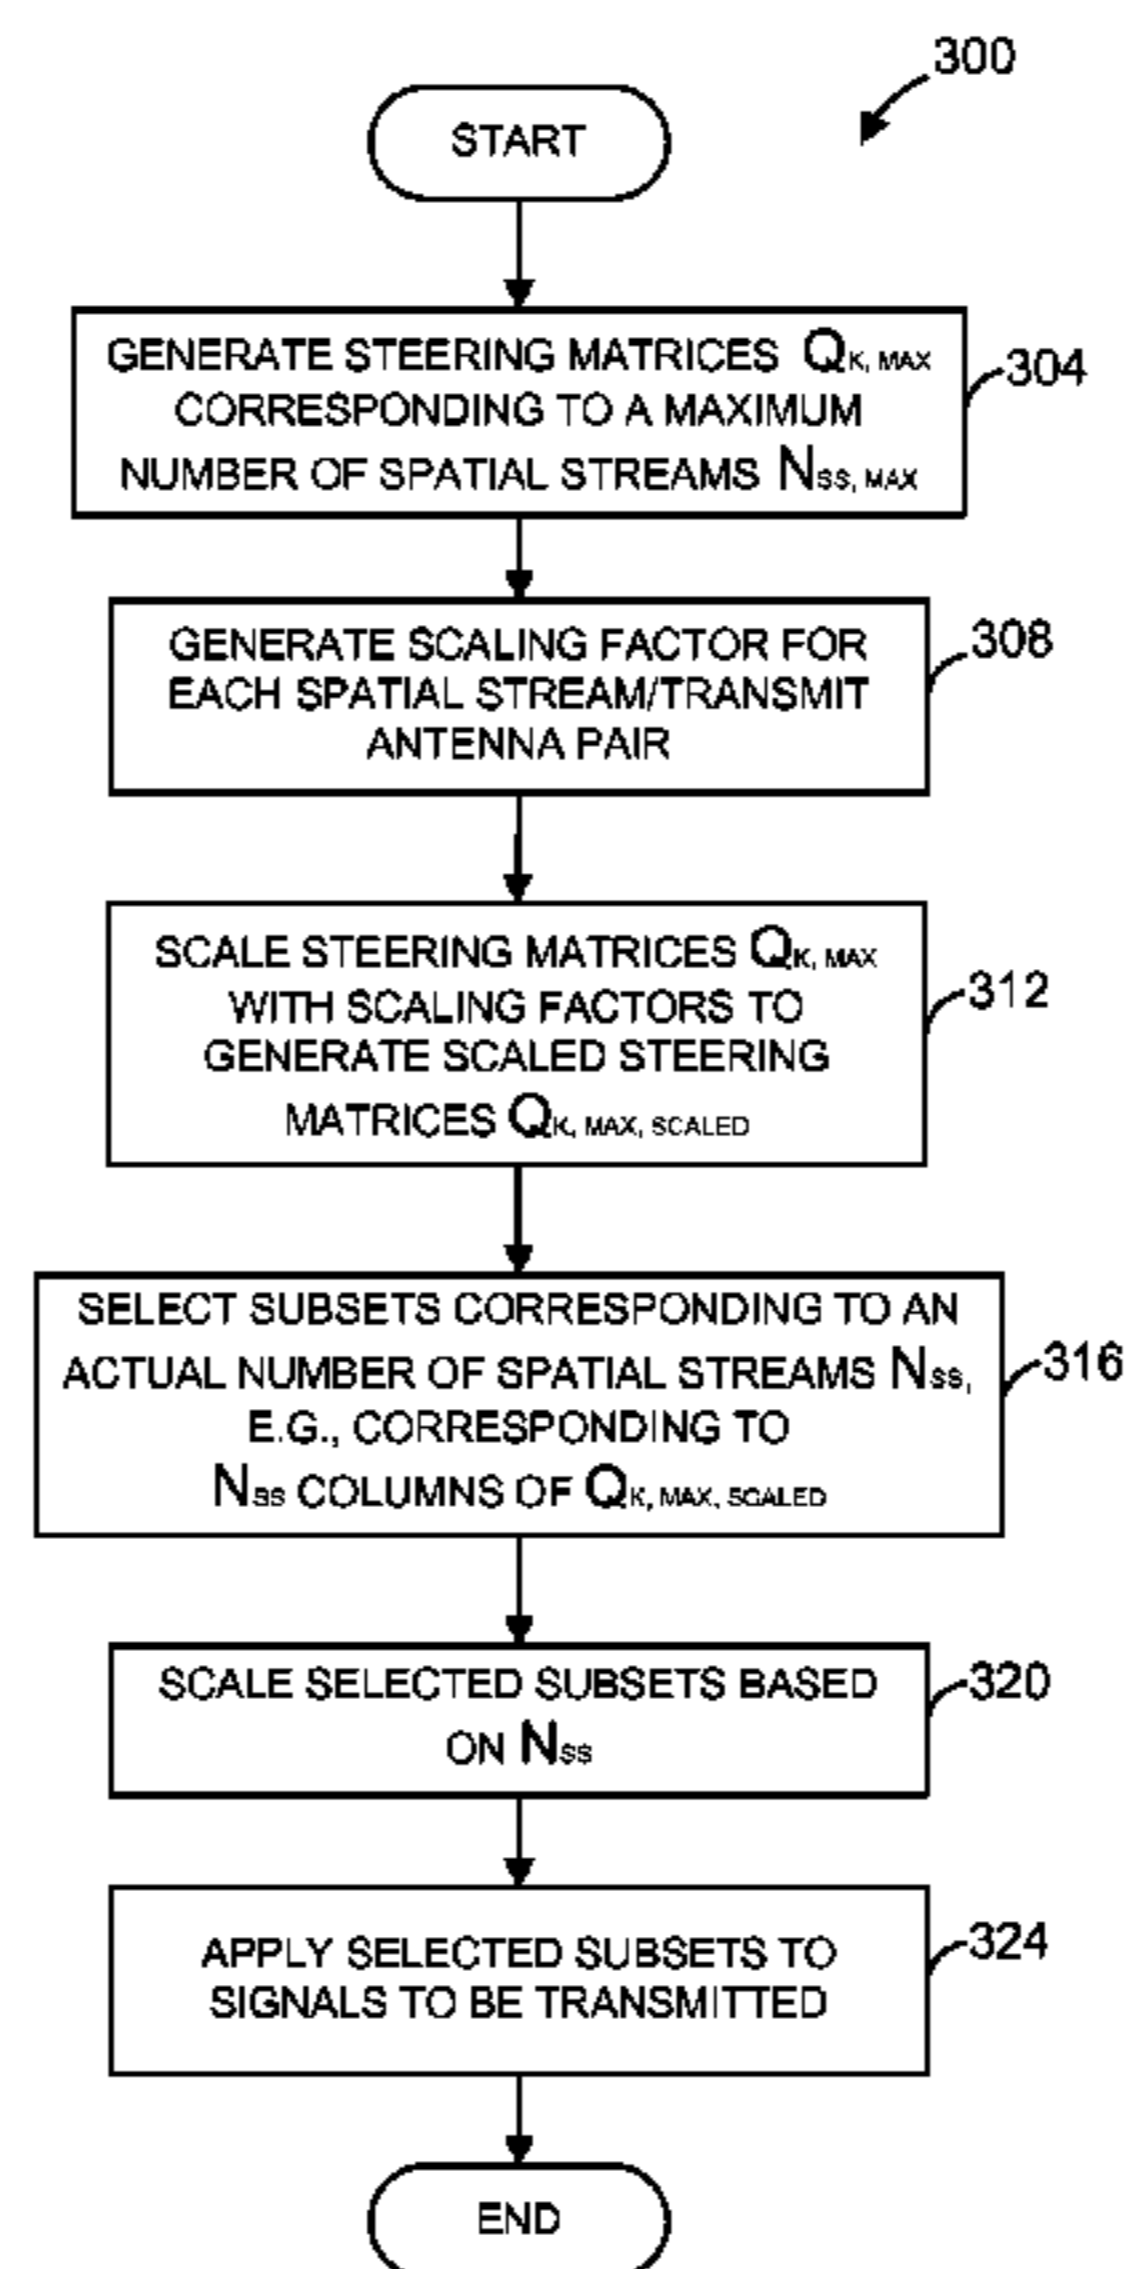 300
START
GENERATE STEERING MATRICES QK, MAX
CORRESPONDING TO A MAXIMUM
NUMBER OF SPATIAL STREAMS NSS, MAX
304
GENERATE SCALING FACTOR FOR
EACH SPATIAL STREAM/TRANSMIT
ANTENNA PAIR
308
SCALE STEERING MATRICES QK, MAX
WITH SCALING FACTORS TO
GENERATE SCALED STEERING
MATRICES QK, MAX, SCALED
312
SELECT SUBSETS CORRESPONDING TO AN
ACTUAL NUMBER OF SPATIAL STREAMS NSS,
E.G., CORRESPONDING TO
NSS COLUMNS OF QK, MAX, SCALED
316
SCALE SELECTED SUBSETS BASED
ON NSS
320
APPLY SELECTED SUBSETS TO
SIGNALS TO BE TRANSMITTED
324
END